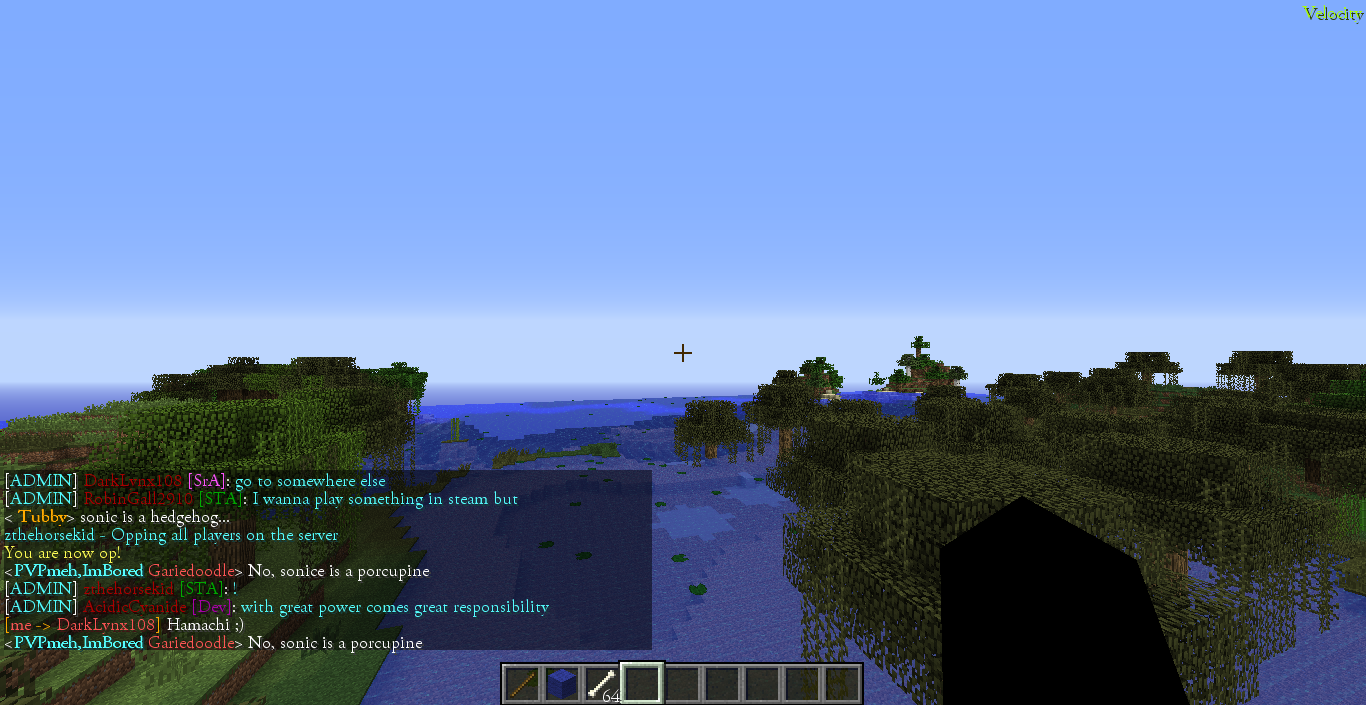 Velocity
[ADMIN] DarkLynx108 [SrA]: go to somewhere else
[ADMIN] [STA]: I wanna play something in steam but
< Tubby> sonic is a hedgehog...
zthehorsekid - Opping all players on the server
You are now op!
<PVPmeh,ImBored Gariedoodle> No, sonice is a porcupine
[ADMIN] zthehorsekid [STA]: !
[ADMIN] AcidicCyanide [Dev]: with great power comes great responsibility
[me -> DarkLynx108] Hamachi ;)
<PVPmeh,ImBored Gariedoodle> No, sonic is a porcupine
64